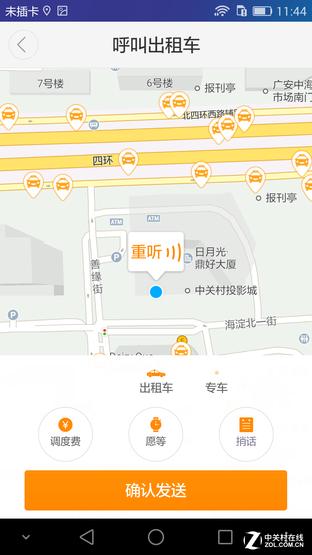 未插卡
11:44
呼叫出租车
7号楼
6号楼
报刊亭
广安中海
市场南门
北四环西路辅路
四环
报刊亭
ATM
ATM
重听
日月光
鼎好大厦
善缘街
中关村投影城
海淀北一街
Dairy Que
出租车
专车
调度费
愿等
捎话
确认发送
中关村在线
ZOL.COM.CN